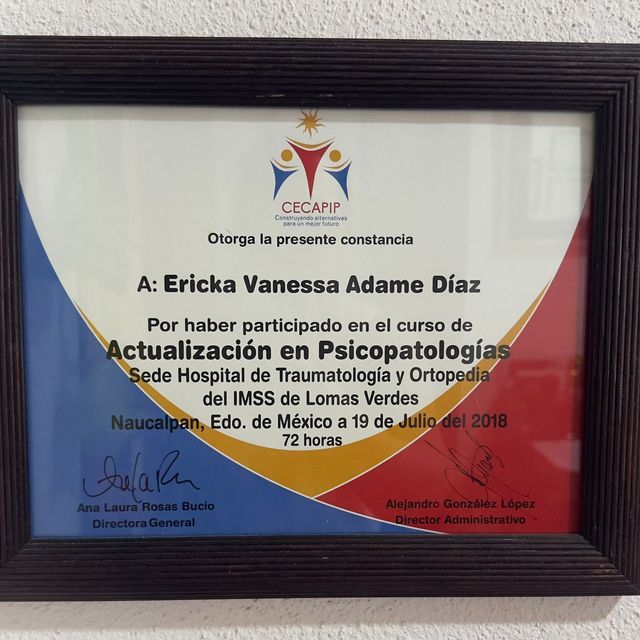 CECAPIP
Construyendo alternativas
para un mejor futuro
Otorga la presente constancia
A: Ericka Vanessa Adame Díaz
Por haber participado en el curso de
Actualización en Psicopatologías
Sede Hospital de Traumatología y Ortopedia
del IMSS de Lomas Verdes
Naucalpan, Edo. de México a 19 de Julio del 2018
72 horas
Ana Laura Rosas Bucio
Directora General
Alejandro González López
Director Administrativo